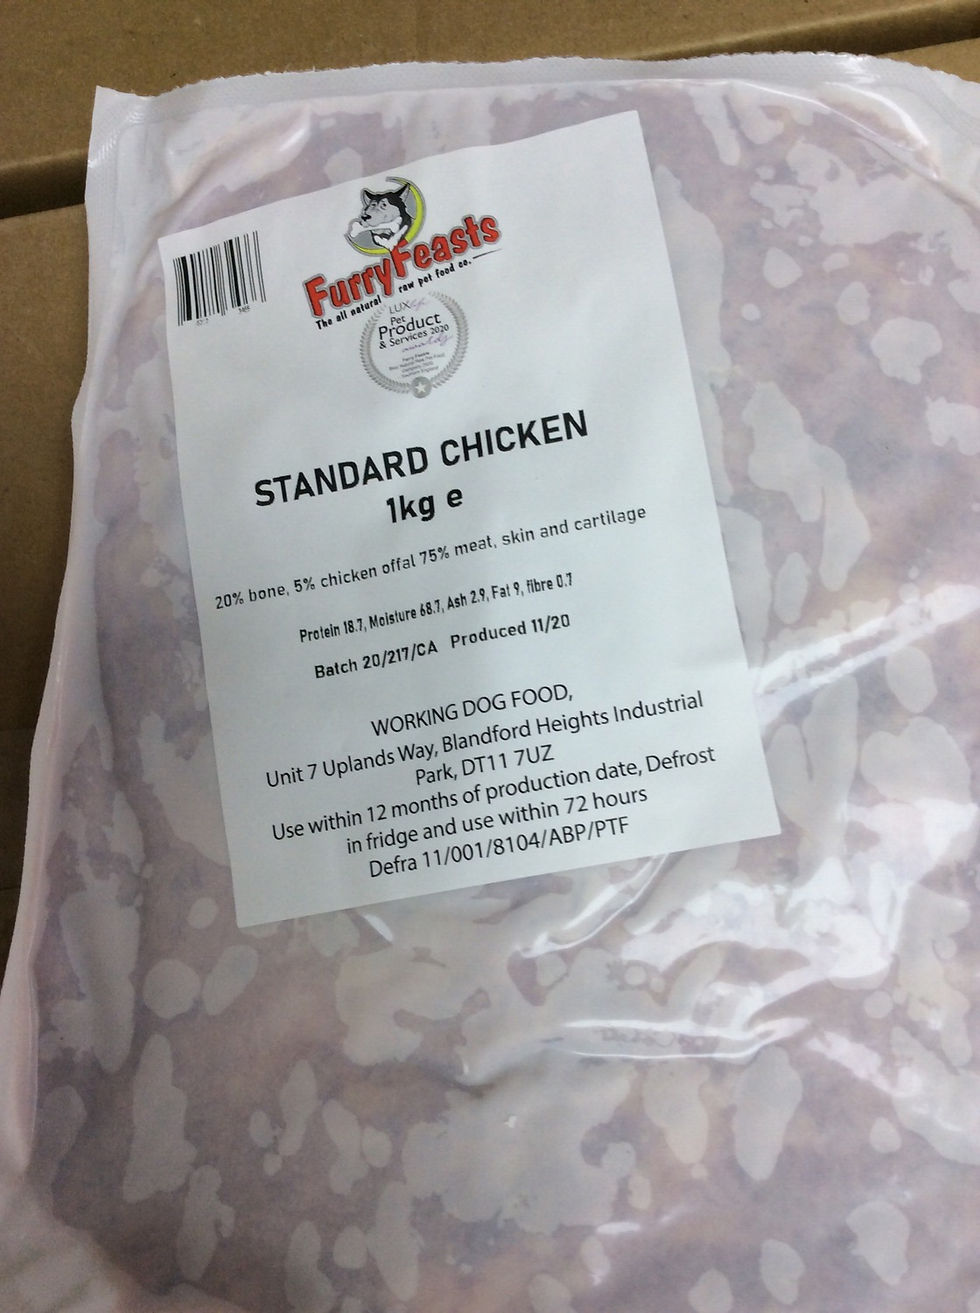 FurryFeasts
The all natural raw pet food co.
LUXlife
Pet
Product
& Services 2020
awards
STANDARD CHICKEN
1kg e
20% bone, 5% chicken offal 75% meat, skin and cartilage
Protein 18.7, Moisture 68.7, Ash 2.9, Fat 9, fibre 0.7
Batch 20/217/CA Produced 11/20
WORKING DOG FOOD,
Unit 7 Uplands Way, Blandford Heights Industrial
Park, DT11 7UZ
Use within 12 months of production date, Defrost
in fridge and use within 72 hours
Defra 11/001/8104/ABP/PTF